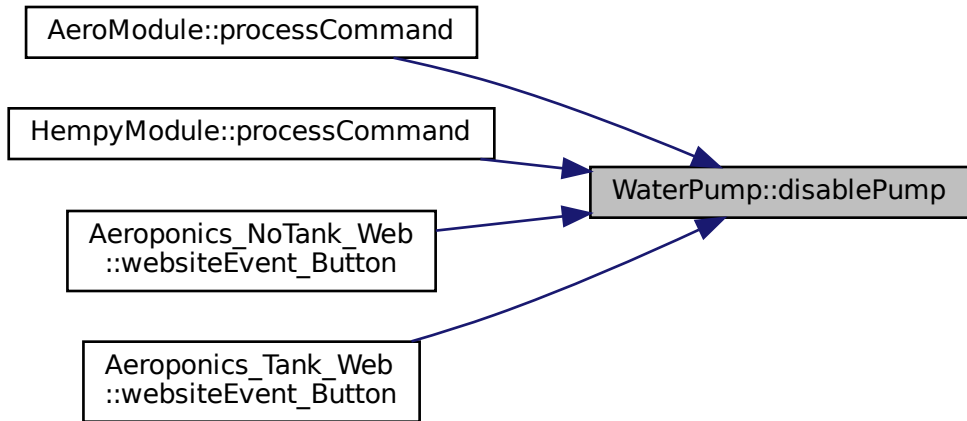 AeroModule::processCommand
HempyModule::processCommand
WaterPump::disablePump
Aeroponics_NoTank_Web
::websiteEvent_Button
Aeroponics_Tank_Web
::websiteEvent_Button